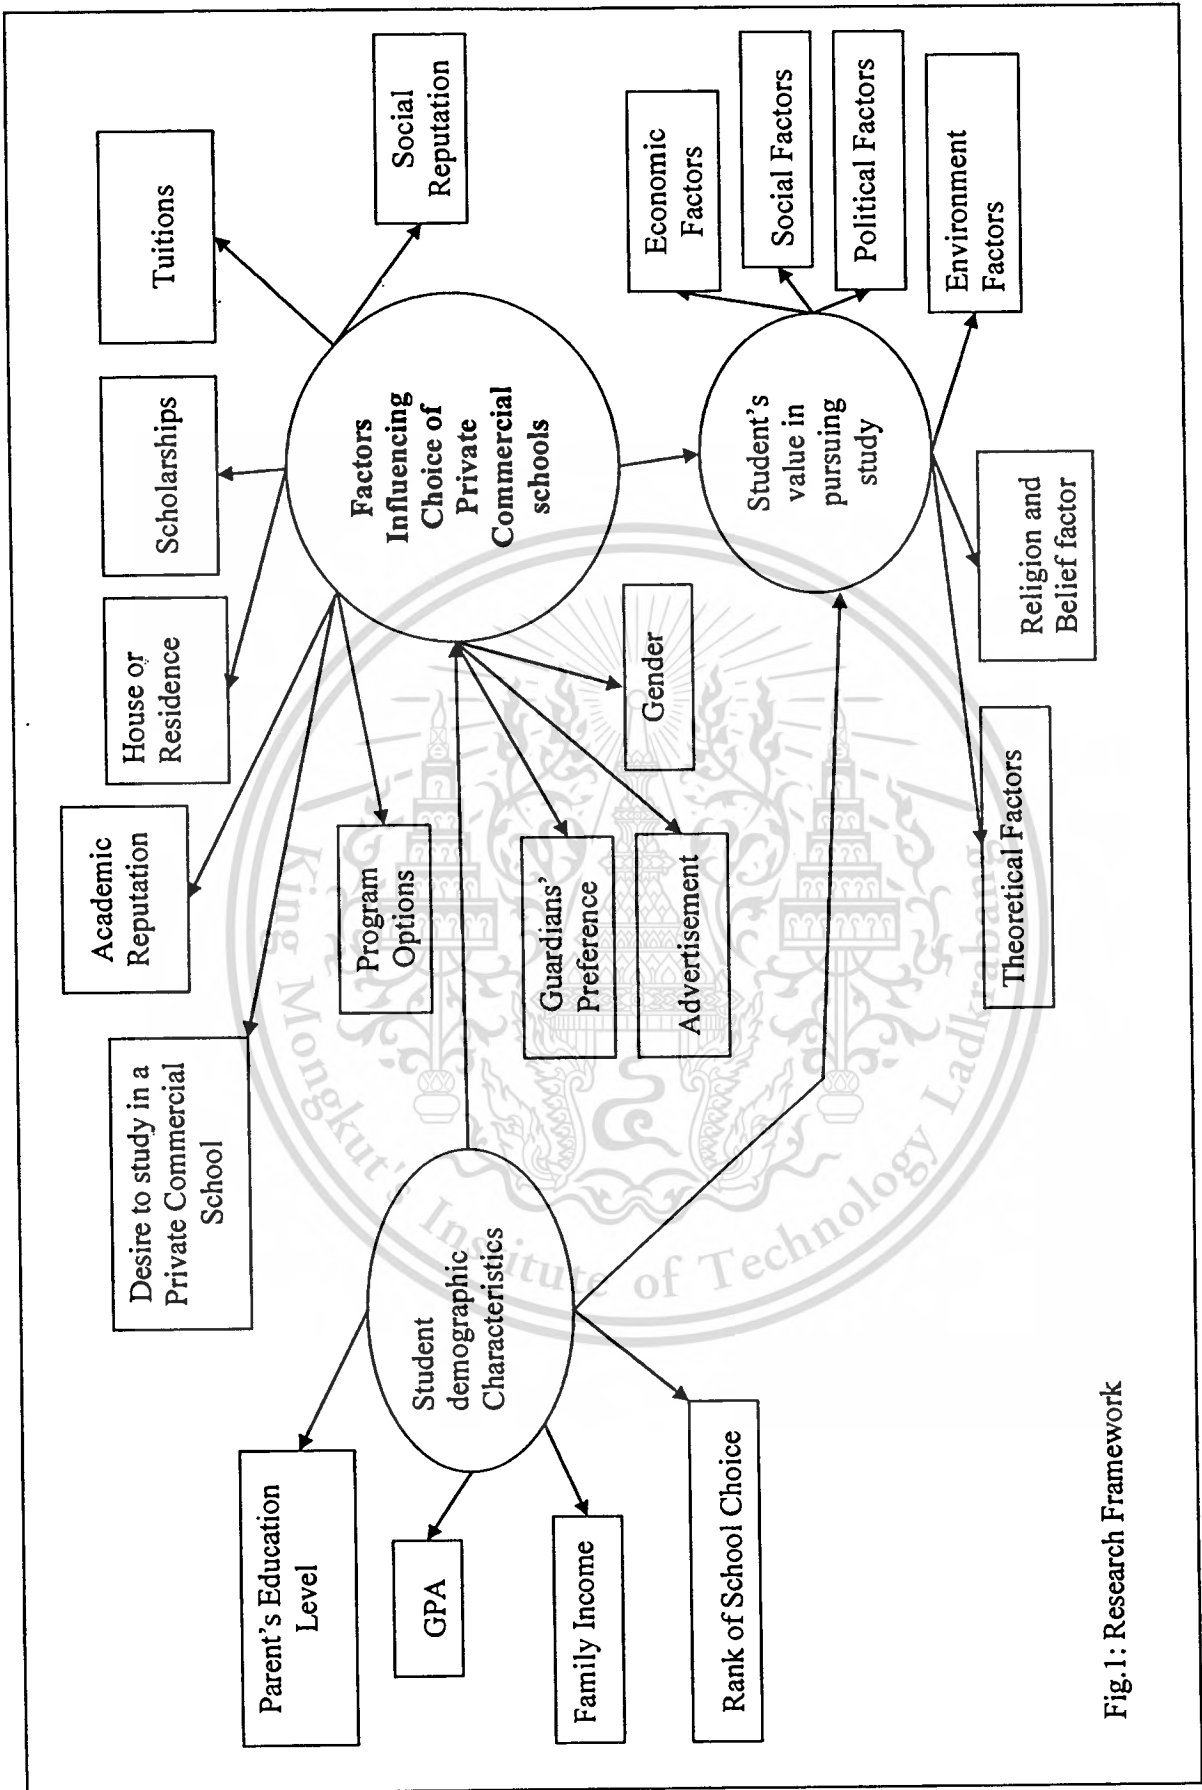 Desire to study in a
Private Commercial
School
Academic
Reputation
House or
Residence
Scholarships
Tuitions
Social
Reputation
Parent's Education
Level
GPA
Family Income
Rank of School Choice
Student
demographic
Characteristics
Program
Options
Guardians'
Preference
Advertisement
Gender
Factors
Influencing
Choice of
Private
Commercial
schools
Student's
value in
pursuing
study
Economic
Factors
Social Factors
Political Factors
Environment
Factors
Religion and
Belief factor
Theoretical Factors
King Mongkut's Institute of Technology Ladkrabang
Fig.1: Research Framework